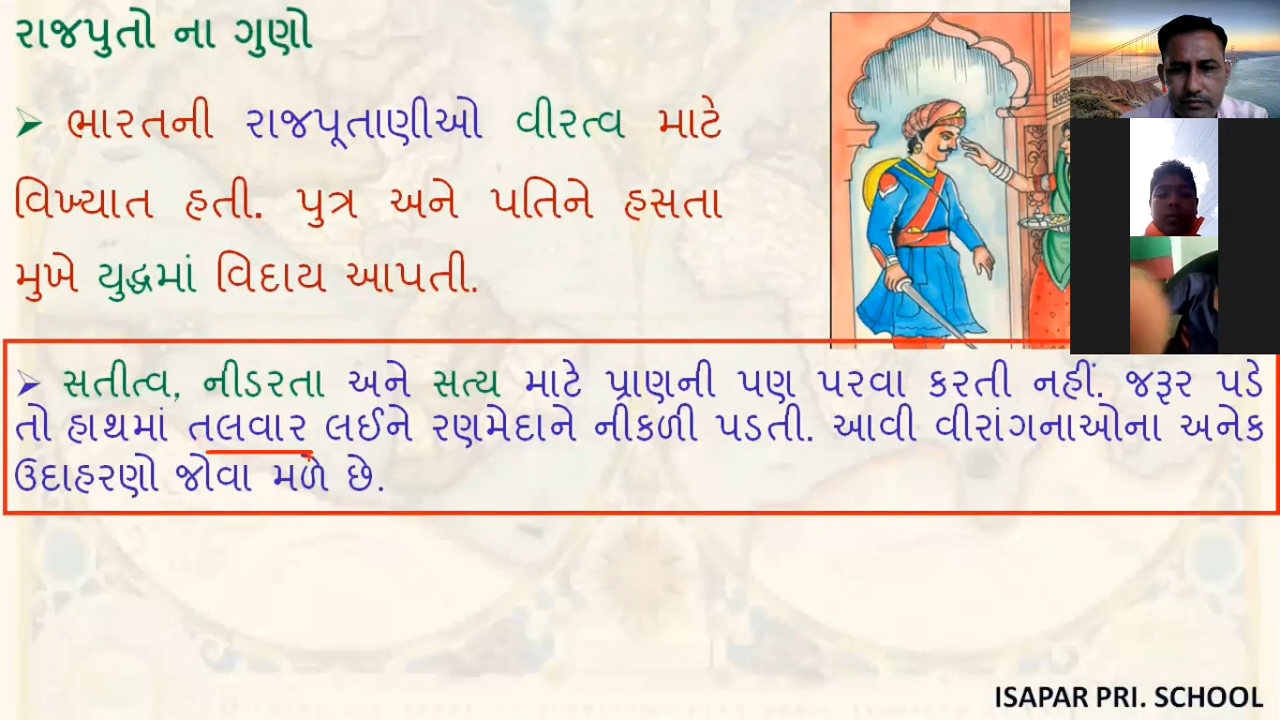 રાજપુતો ના ગુણો
➤ ભારતની રાજપૂતાણીઓ વીરત્વ માટે
વિખ્યાત હતી. પુત્ર અને પતિને હસતા
મુખે યુદ્ધમાં વિદાય આપતી.
➤ સતીત્વ, નીડરતા અને સત્ય માટે પ્રાણની પણ પરવા કરતી નહીં. જરૂર પડે
તો હાથમાં તલવાર લઈને રણમેદાને નીકળી પડતી. આવી વીરાંગનાઓના અનેક
ઉદાહરણો જોવા મળે છે.
ISAPAR PRI. SCHOOL